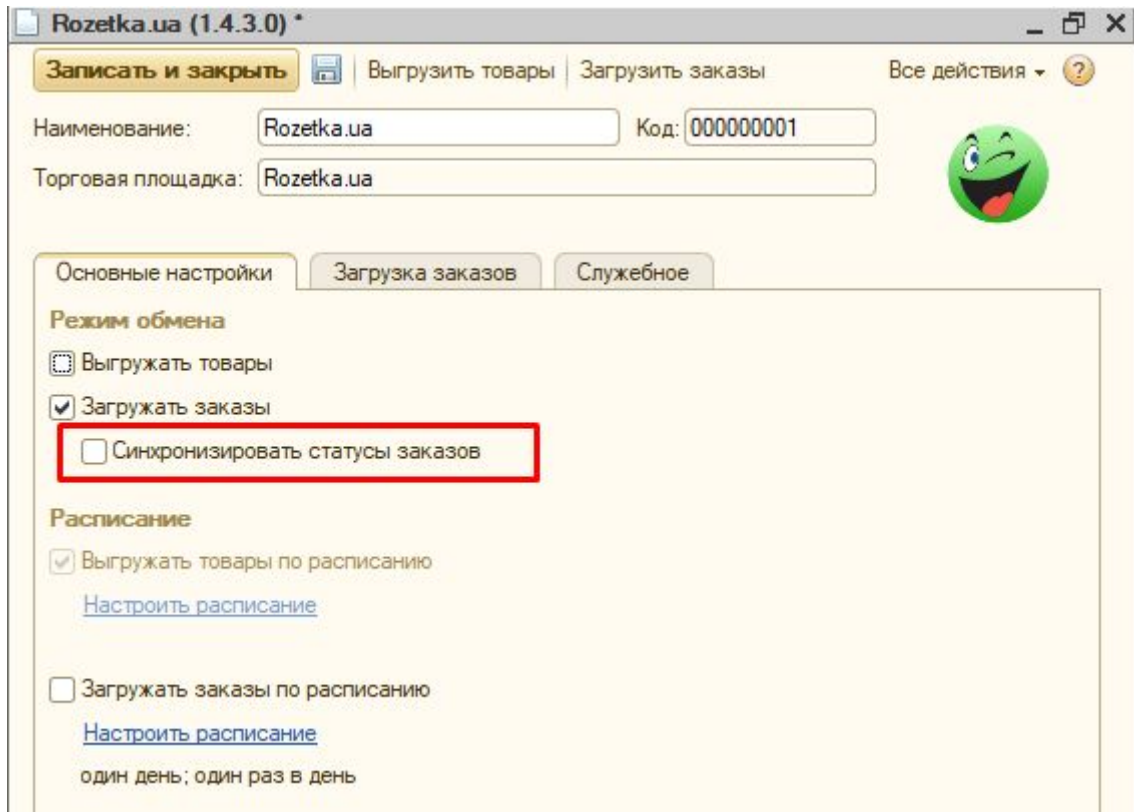 Rozetka.ua (1.4.3.0) *
Записать и закрыть Выгрузить товары Загрузить заказы Все действия ?
Наименование: Rozetka.ua Код: 000000001
Торговая площадка: Rozetka.ua
Основные настройки Загрузка заказов Служебное
Режим обмена
Выгружать товары
Загружать заказы
Синхронизировать статусы заказов
Расписание
Выгружать товары по расписанию
Настроить расписание
Загружать заказы по расписанию
Настроить расписание
один день; один раз в день